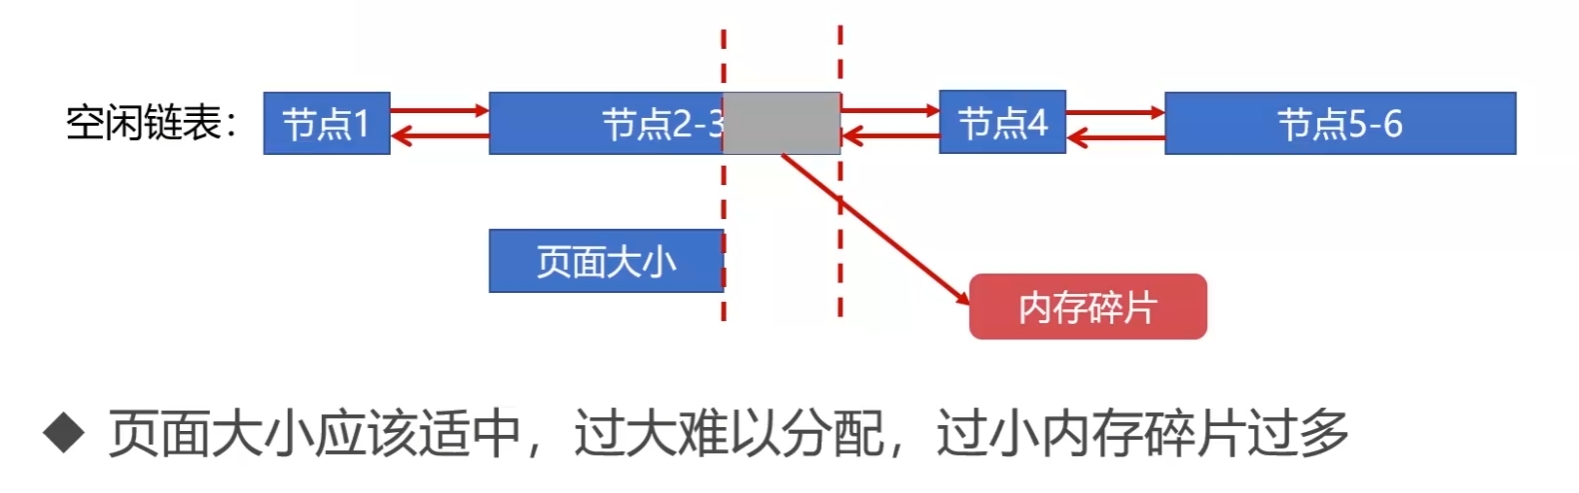 空闲链表： 节点1 节点2-3 节点4 节点5-6
页面大小
内存碎片
◆ 页面大小应该适中，过大难以分配，过小内存碎片过多